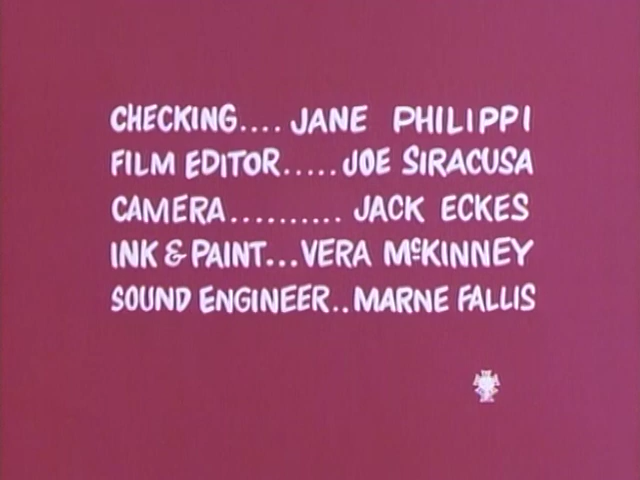 CHECKING.... JANE PHILIPPI
FILM EDITOR..... JOE SIRACUSA
CAMERA.......... JACK ECKES
INK & PAINT... VERA McKINNEY
SOUND ENGINEER.. MARNE FALLIS